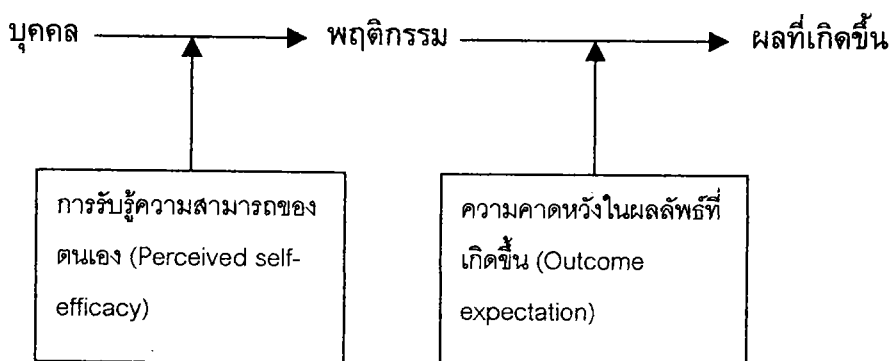 บุคคล พฤติกรรม ผลที่เกิดขึ้น
การรับรู้ความสามารถของ
ตนเอง (Perceived self-
efficacy)
ความคาดหวังในผลลัพธ์ที่
เกิดขึ้น (Outcome
expectation)